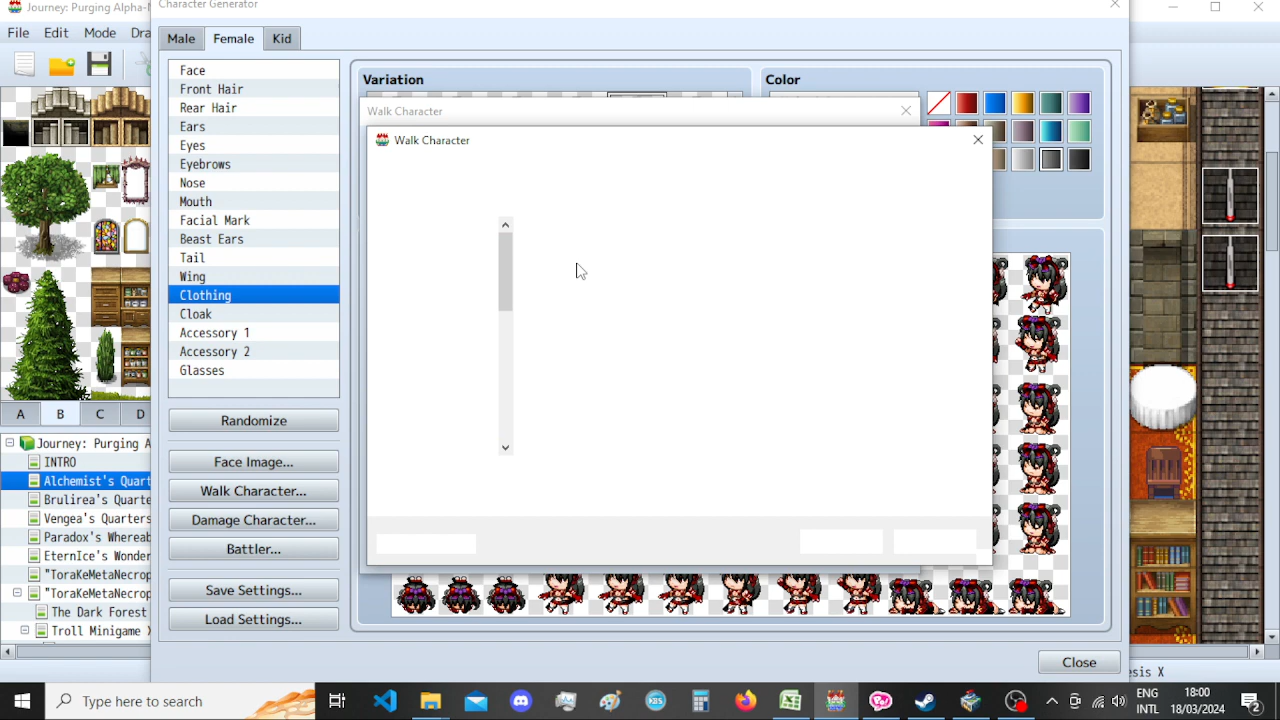 Journey: Purging Alpha-
Character Generator
File Edit Mode Dra
Male Female Kid
Face
Front Hair
Rear Hair
Ears
Eyes
Eyebrows
Nose
Mouth
Facial Mark
Beast Ears
Tail
Wing
Clothing
Cloak
Accessory 1
Accessory 2
Glasses
Randomize
Face Image...
Walk Character...
Damage Character...
Battler...
Save Settings...
Load Settings...
Variation
Color
Walk Character
Walk Character
Close
A B C D
Journey: Purging A
INTRO
Alchemist's Quart
Brulirea's Quarte
Vengea's Quarters
Paradox's Whereab
EternIce's Wonder
"ToraKeMetaNecrop
"ToraKeMetaNecrop
The Dark Forest
Troll Minigame
esis X
Type here to search
ENG
INTL
18:00
18/03/2024
2